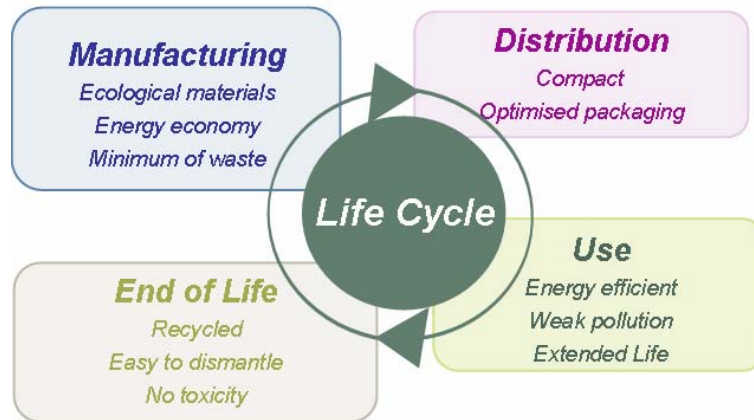 Manufacturing
Ecological materials
Energy economy
Minimum of waste
Distribution
Compact
Optimised packaging
Life Cycle
Use
Energy efficient
Weak pollution
Extended Life
End of Life
Recycled
Easy to dismantle
No toxicity